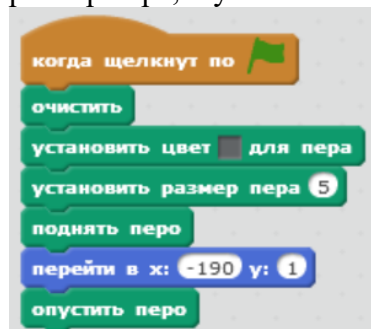 когда щелкнут по
очистить
установить цвет для пера
установить размер пера 5
поднять перо
перейти в x: -190 y: 1
опустить перо